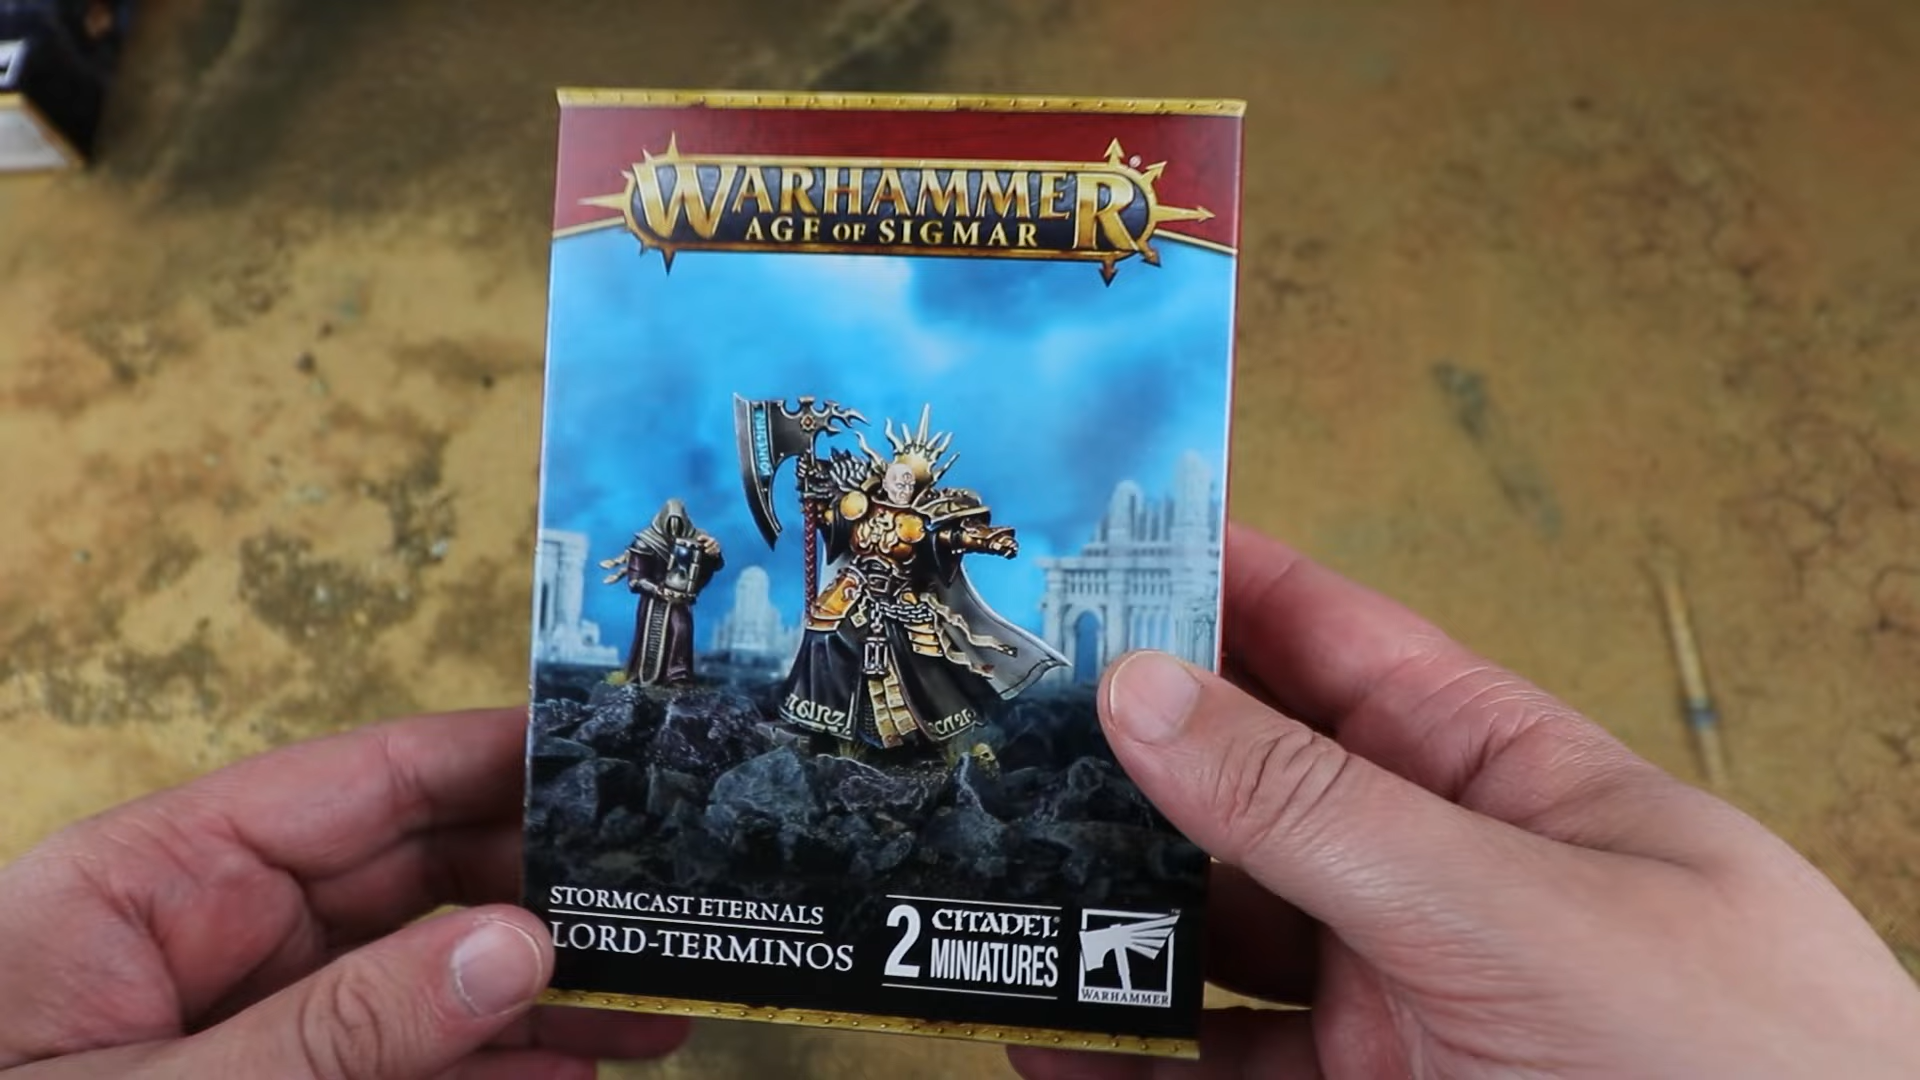 WARHAMMER
AGE OF SIGMAR
STORMCAST ETERNALS
LORD-TERMINOS
2 CITADEL
MINIATURES
WARHAMMER